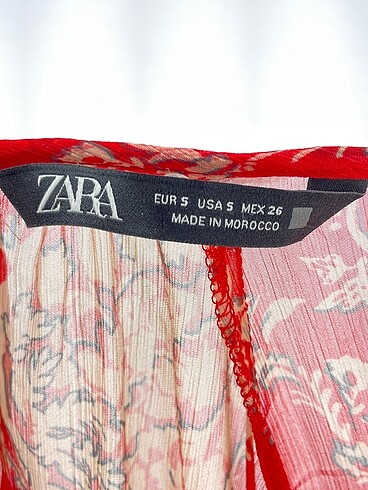 ZARA
EUR S USA S MEX 26
MADE IN MOROCCO